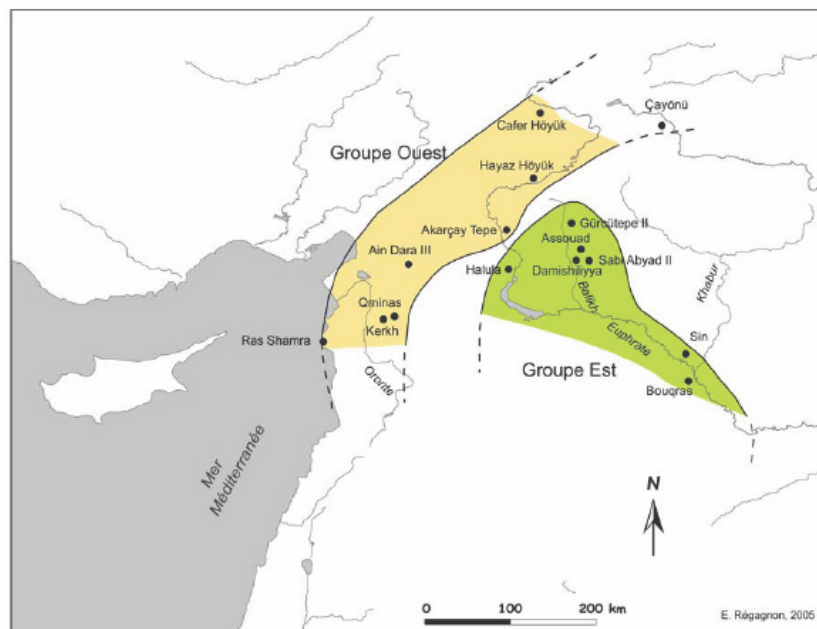 Çayönü
Cafer Höyük
Groupe Ouest
Hayaz Höyük
Gürcütepe II
Akarçay Tepe
Assouad
Ain Dara III
Sabi Abyad II
Halula
Damishiliyya
Khabur
Balikh
Qminas
Kerkh
Euphrate
Sin
Ras Shamra
Groupe Est
Oronte
Bouqras
Mer
Méditerranée
N
0 100 200 km
E. Régagnon, 2005